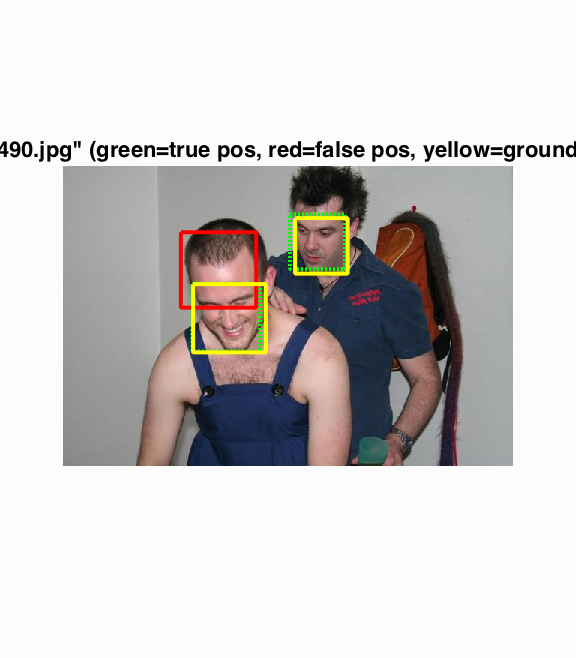 490.jpg" (green=true pos, red=false pos, yellow=ground